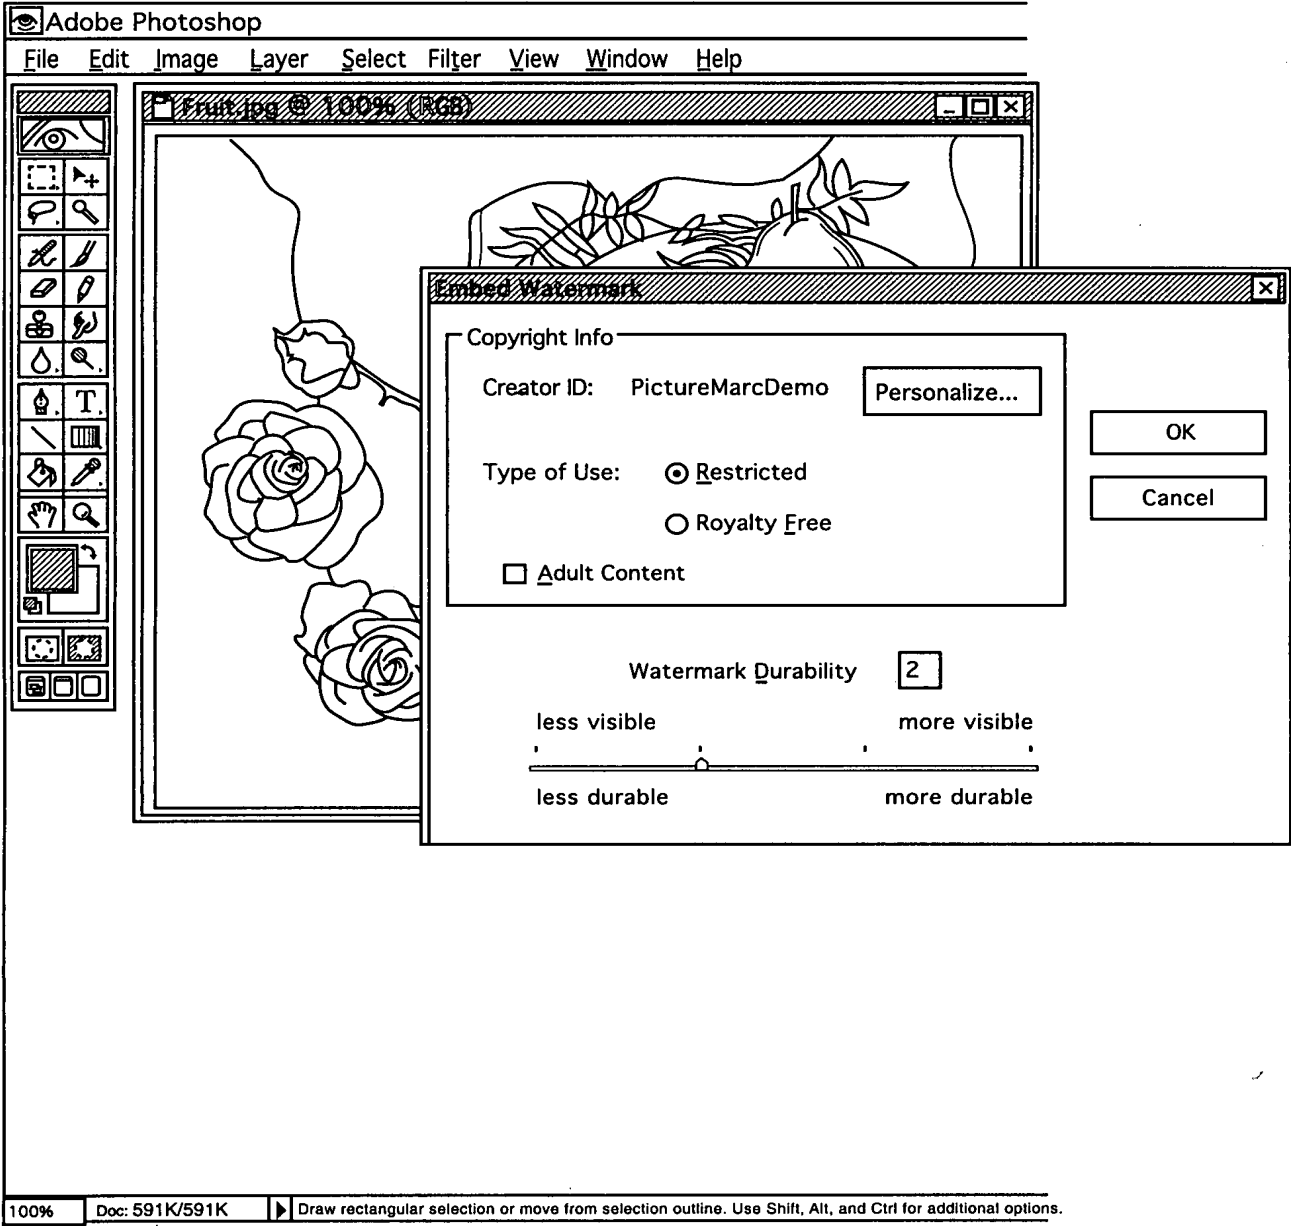 Adobe Photoshop
File Edit Image Layer Select Filter View Window Help
Fruit.jpg @ 100% (RGB)
T
Embed Watermark
Copyright Info
Creator ID: PictureMarcDemo Personalize...
OK
Type of Use: Restricted
Cancel
Royalty Free
Adult Content
Watermark Durability 2
less visible more visible
less durable more durable
100% Doc: 591K/591K Draw rectangular selection or move from selection outline. Use Shift, Alt, and Ctrl for additional options.